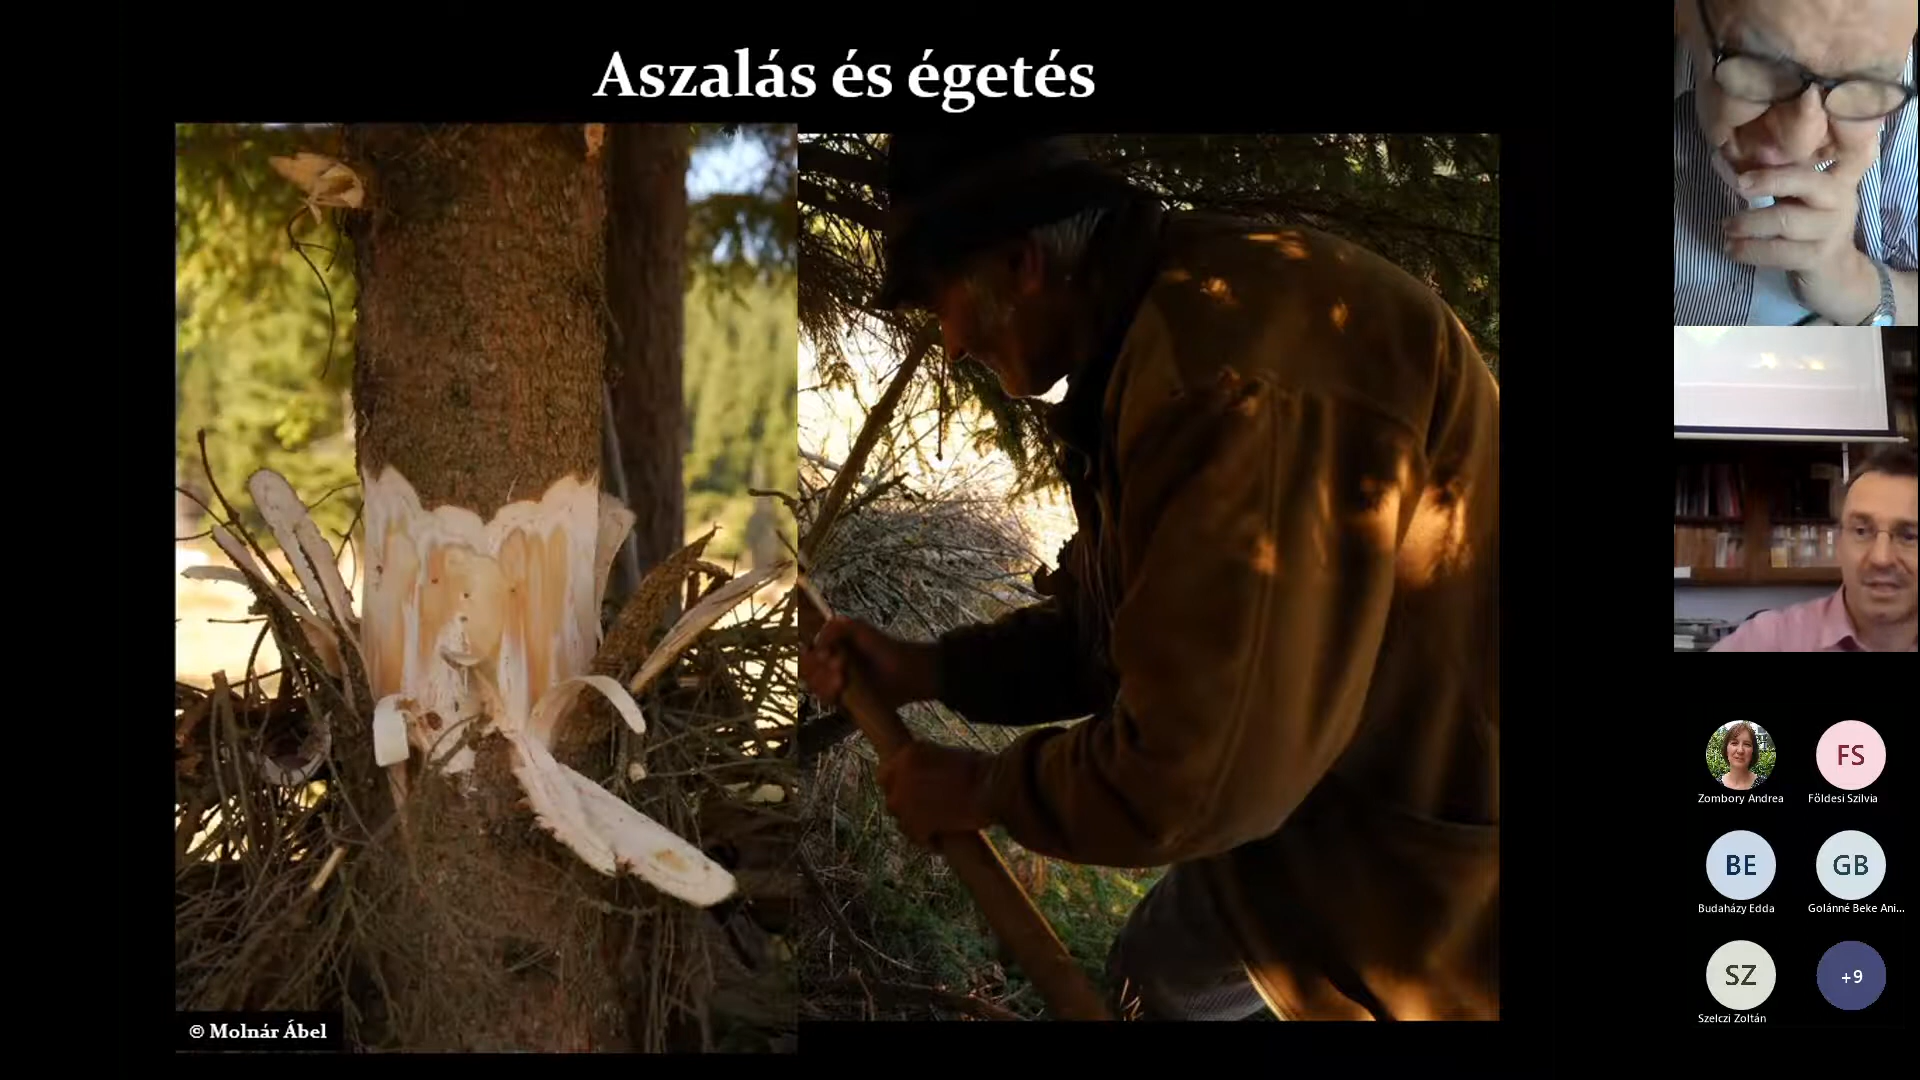 Aszalás és égetés
© Molnár Ábel
Zombory Andrea
FS
Földesi Szilvia
BE
Budaházy Edda
GB
Golánné Beke Ani...
SZ
Szelczi Zoltán
+9